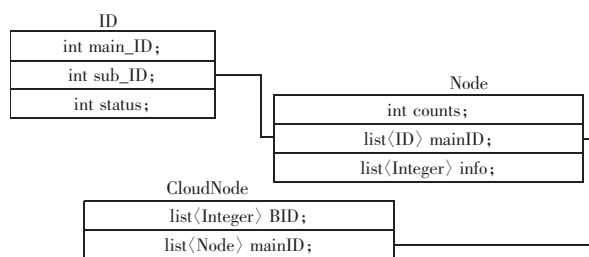 ID
int main_ID;
int sub_ID;
int status;
Node
int counts;
list〈ID〉 mainID;
list〈Integer〉 info;
CloudNode
list〈Integer〉 BID;
list〈Node〉 mainID;